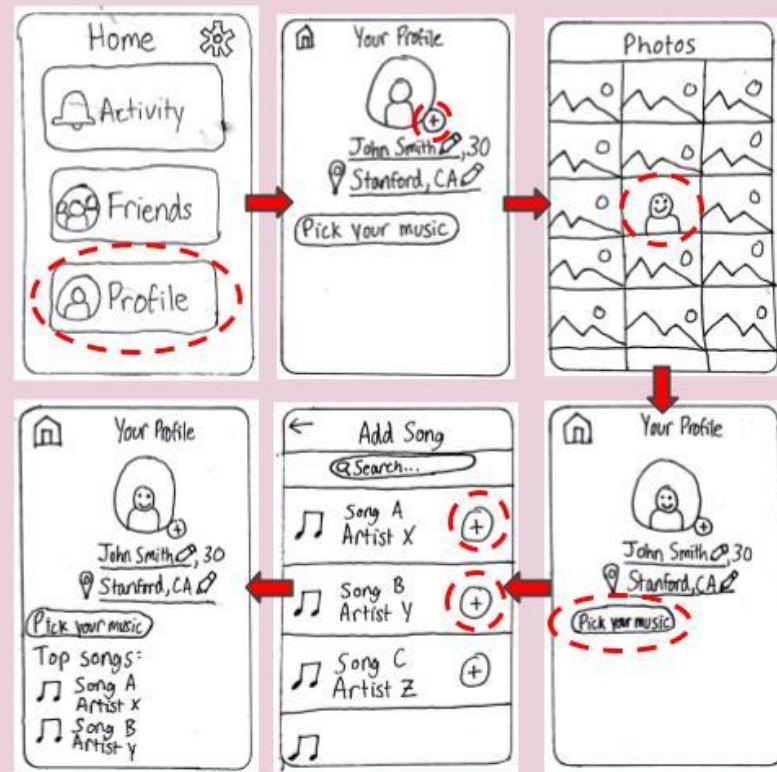 Home
Activity
Friends
Profile
Your Profile
John Smith, 30
Stanford, CA
Pick your music
Photos
Your Profile
John Smith, 30
Stanford, CA
Pick your music
Add Song
Search...
Song A
Artist X
Song B
Artist Y
Song C
Artist Z
Your Profile
John Smith, 30
Stanford, CA
Pick your music
Top songs:
Song A
Artist X
Song B
Artist Y